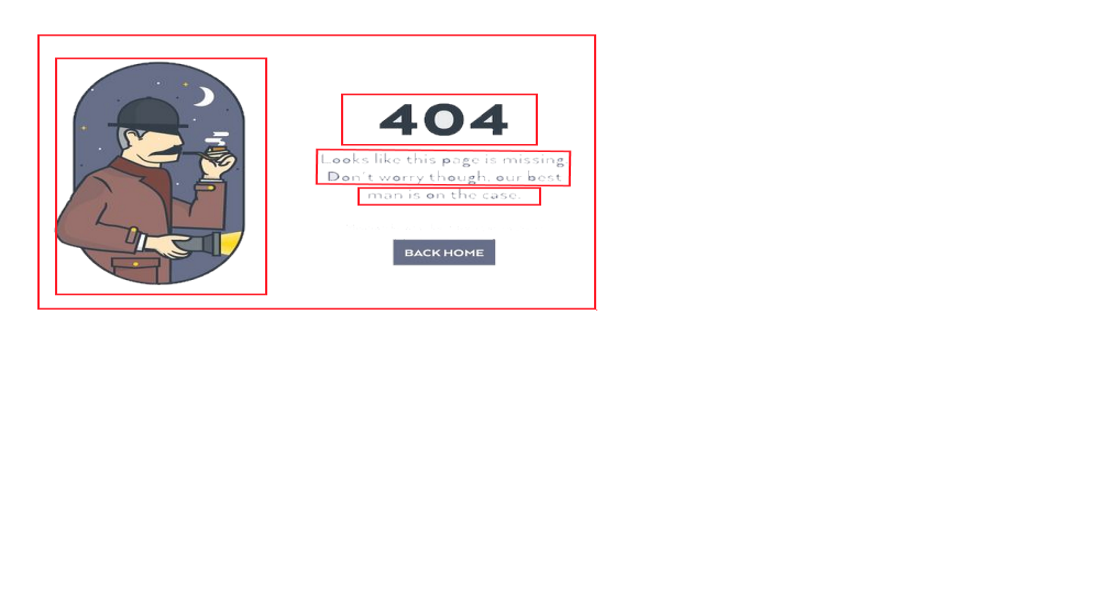 404
Looks like this page is missing
Don't worry though, our best
man is on the case.
BACK HOME